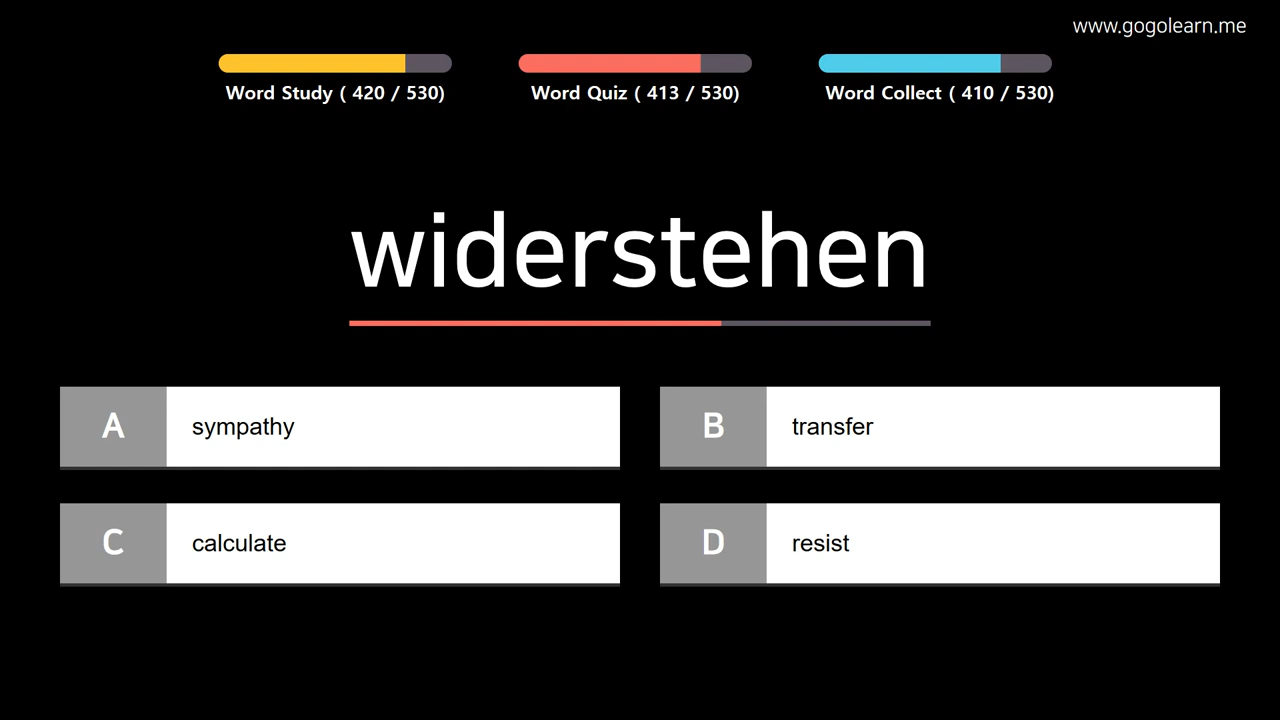 www.gogolearn.me
Word Study ( 420 / 530)
Word Quiz ( 413 / 530)
Word Collect ( 410 / 530)
widerstehen
A sympathy
B transfer
C calculate
D resist